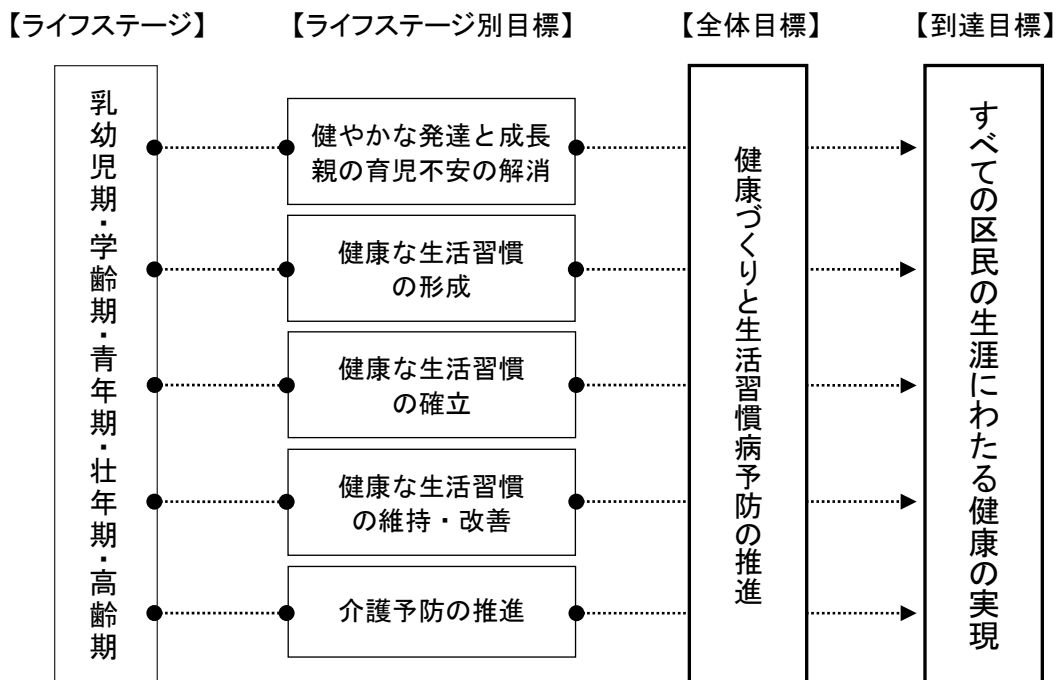 【ライフステージ】
【ライフステージ別目標】
【全体目標】
【到達目標】
乳幼児期・学齢期・青年期・壮年期・高齢期
健やかな発達と成長
親の育児不安の解消
健康な生活習慣
の形成
健康な生活習慣
の確立
健康な生活習慣
の維持・改善
介護予防の推進
健康づくりと生活習慣病予防の推進
すべての区民の生涯にわたる健康の実現